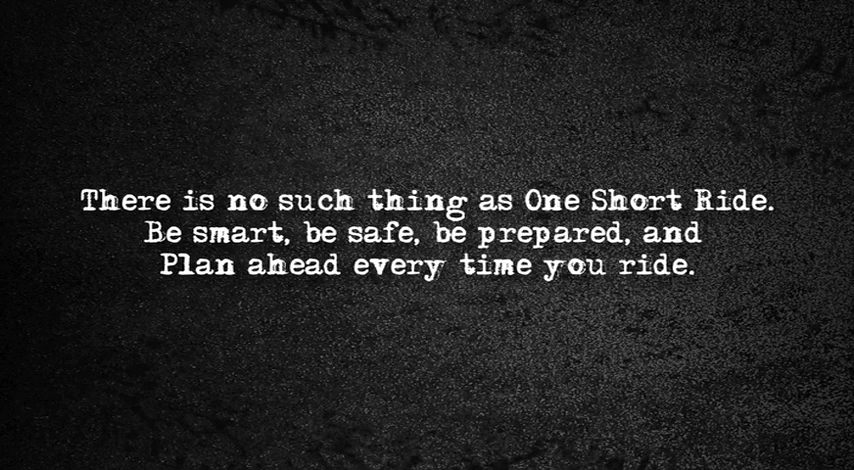 There is no such thing as One Short Ride.
Be smart, be safe, be prepared, and
Plan ahead every time you ride.